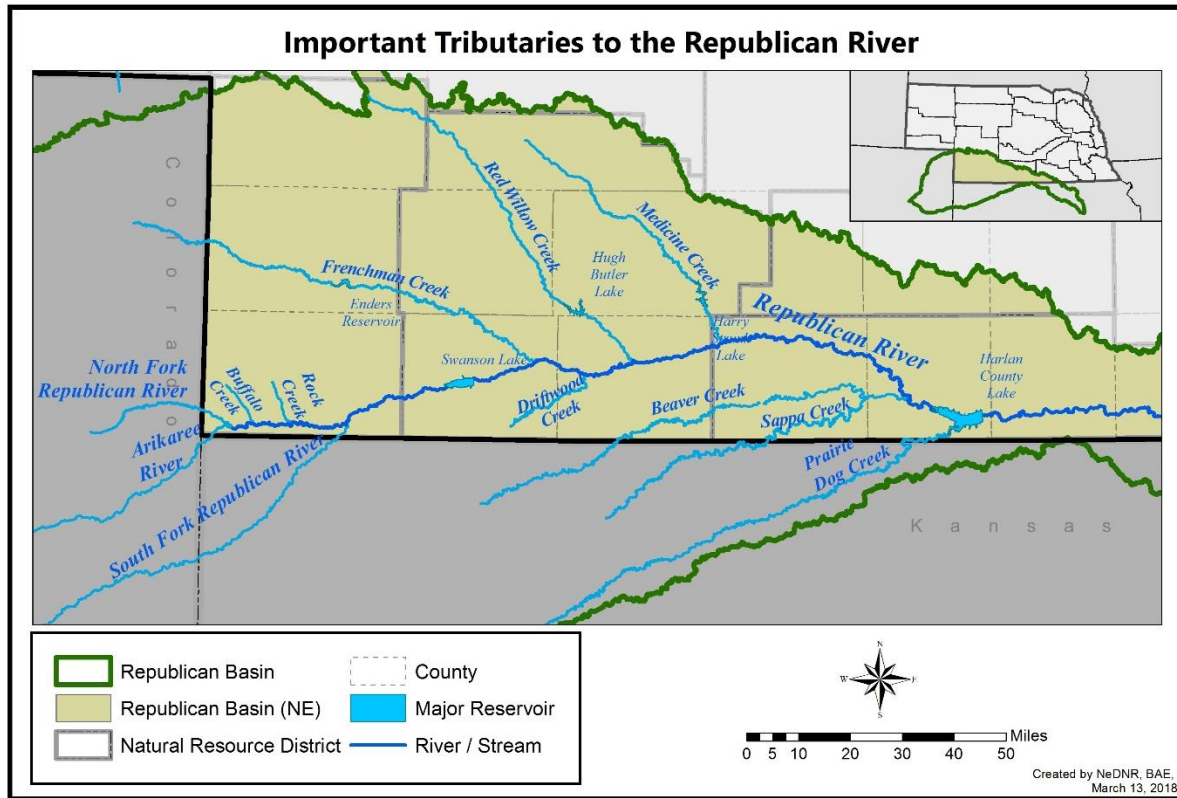 Important Tributaries to the Republican River
Colorado
Red Willow Creek
Medicine Creek
Frenchman Creek
Enders
Reservoir
Hugh
Butler
Lake
Republican River
Harry
Lake
Swanson Lake
Harlan
County
Lake
North Fork
Republican River
Buffalo
Creek
Rock
Creek
Driftwood
Creek
Beaver Creek
Sappa Creek
Arikaree
River
South Fork Republican River
Prairie
Dog Creek
Kansas
Republican Basin
Republican Basin (NE)
Natural Resource District
County
Major Reservoir
River / Stream
N
W
E
S
0 5 10 20 30 40 50 Miles
Created by NeDNR, BAE,
March 13, 2018